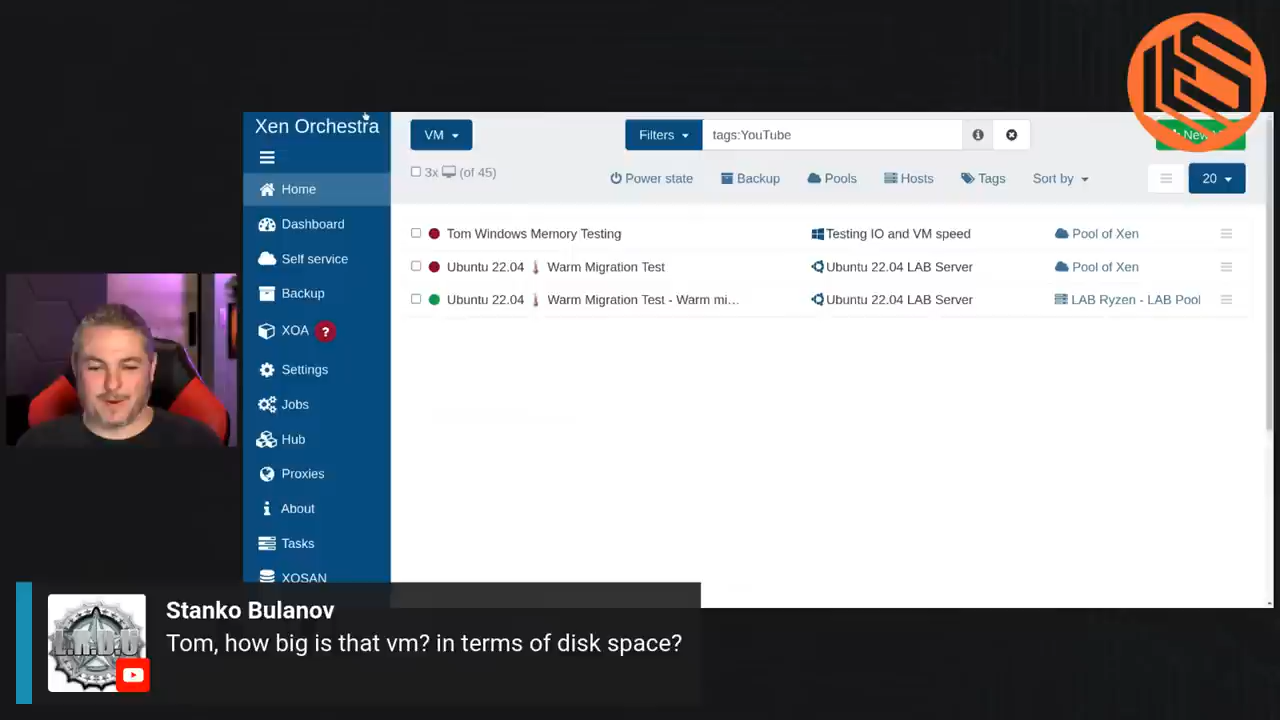 Xen Orchestra
VM
Filters
tags:YouTube
3x (of 45)
Power state
Backup
Pools
Hosts
Tags
Sort by
20
Home
Dashboard
Self service
Backup
XOA ?
Settings
Jobs
Hub
Proxies
About
Tasks
XOSAN
Tom Windows Memory Testing
Testing IO and VM speed
Pool of Xen
Ubuntu 22.04 🌡 Warm Migration Test
Ubuntu 22.04 LAB Server
Pool of Xen
Ubuntu 22.04 🌡 Warm Migration Test - Warm mi...
Ubuntu 22.04 LAB Server
LAB Ryzen - LAB Pool
Stanko Bulanov
Tom, how big is that vm? in terms of disk space?